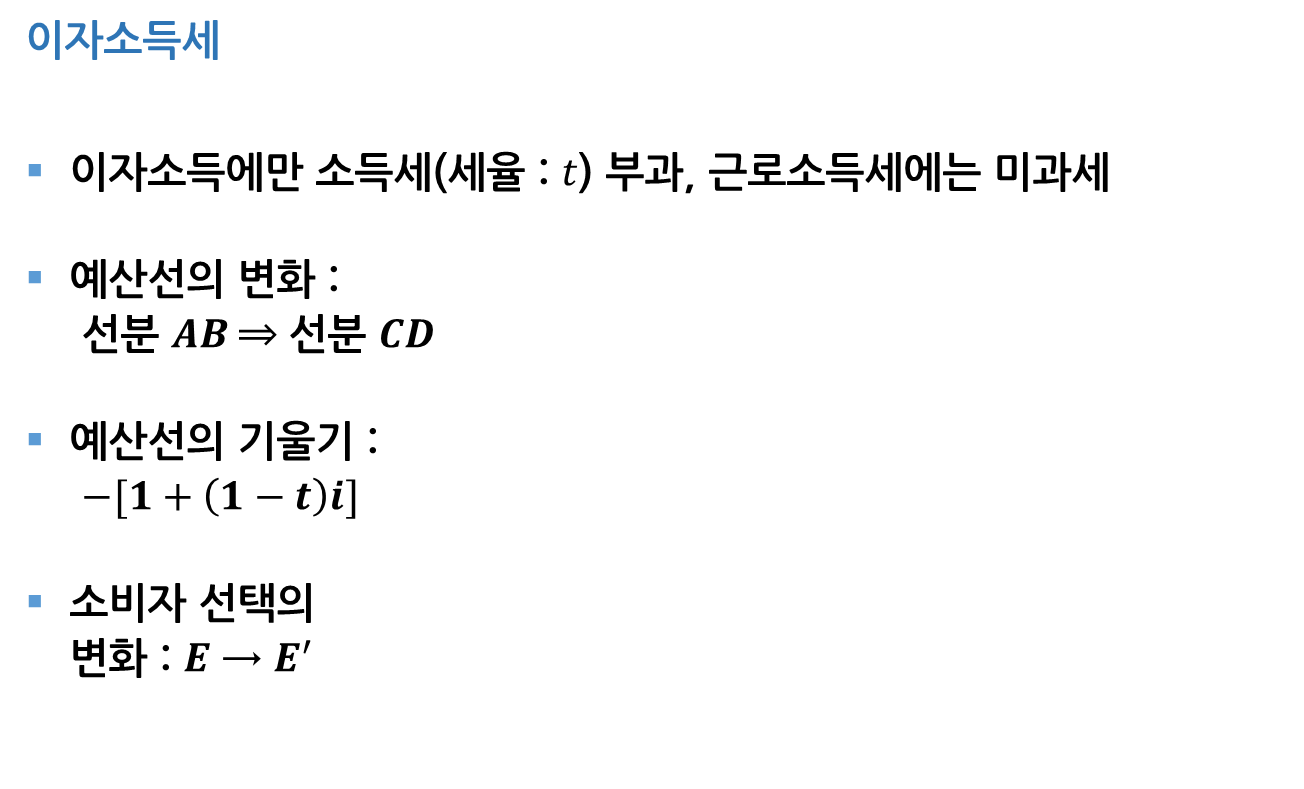 이자소득세
▪ 이자소득에만 소득세(세율 : t) 부과, 근로소득세에는 미과세
▪ 예산선의 변화 :
선분 AB ⇒ 선분 CD
▪ 예산선의 기울기 :
−[1 + (1 − t)i]
▪ 소비자 선택의
변화 : E → E′